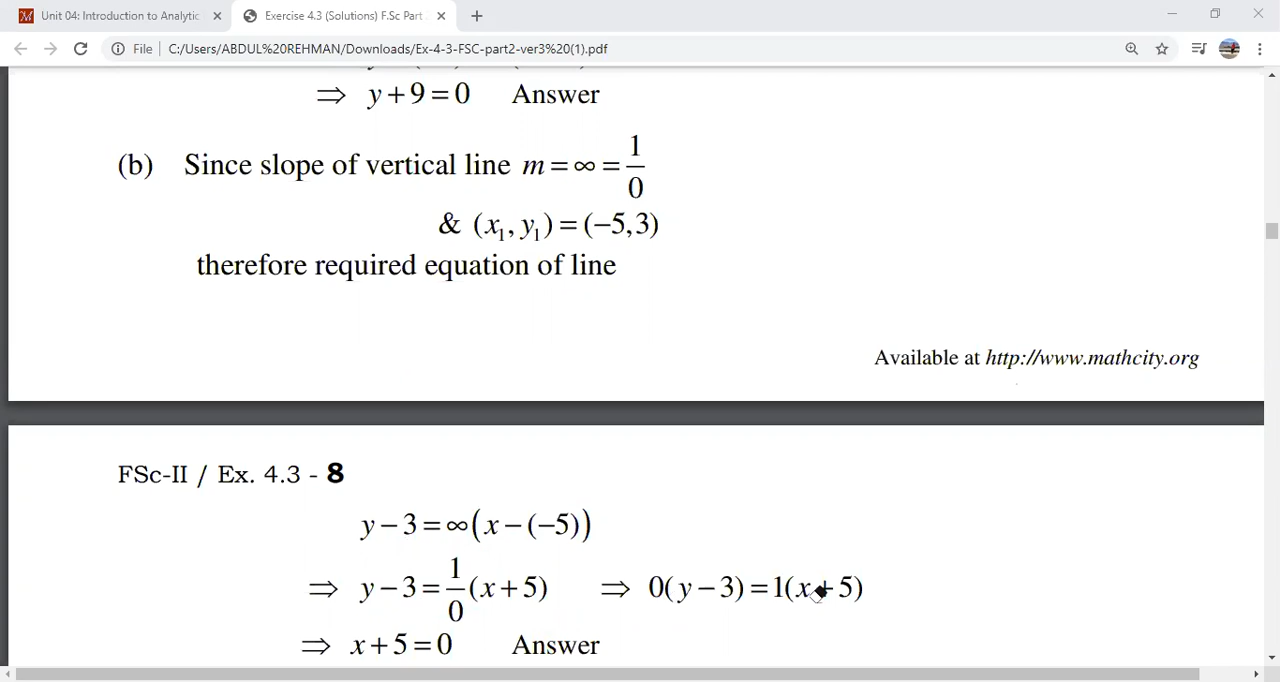 Unit 04: Introduction to Analytic
Exercise 4.3 (Solutions) F.Sc Part
File | C:/Users/ABDUL%20REHMAN/Downloads/Ex-4-3-FSC-part2-ver3%20(1).pdf
⇒ y + 9 = 0 Answer
(b) Since slope of vertical line m = ∞ = 1/0
& (x₁, y₁) = (−5,3)
therefore required equation of line
Available at http://www.mathcity.org
FSc-II / Ex. 4.3 - 8
y − 3 = ∞(x − (−5))
⇒ y − 3 = 1/0 (x + 5) ⇒ 0(y − 3) = 1(x + 5)
⇒ x + 5 = 0 Answer